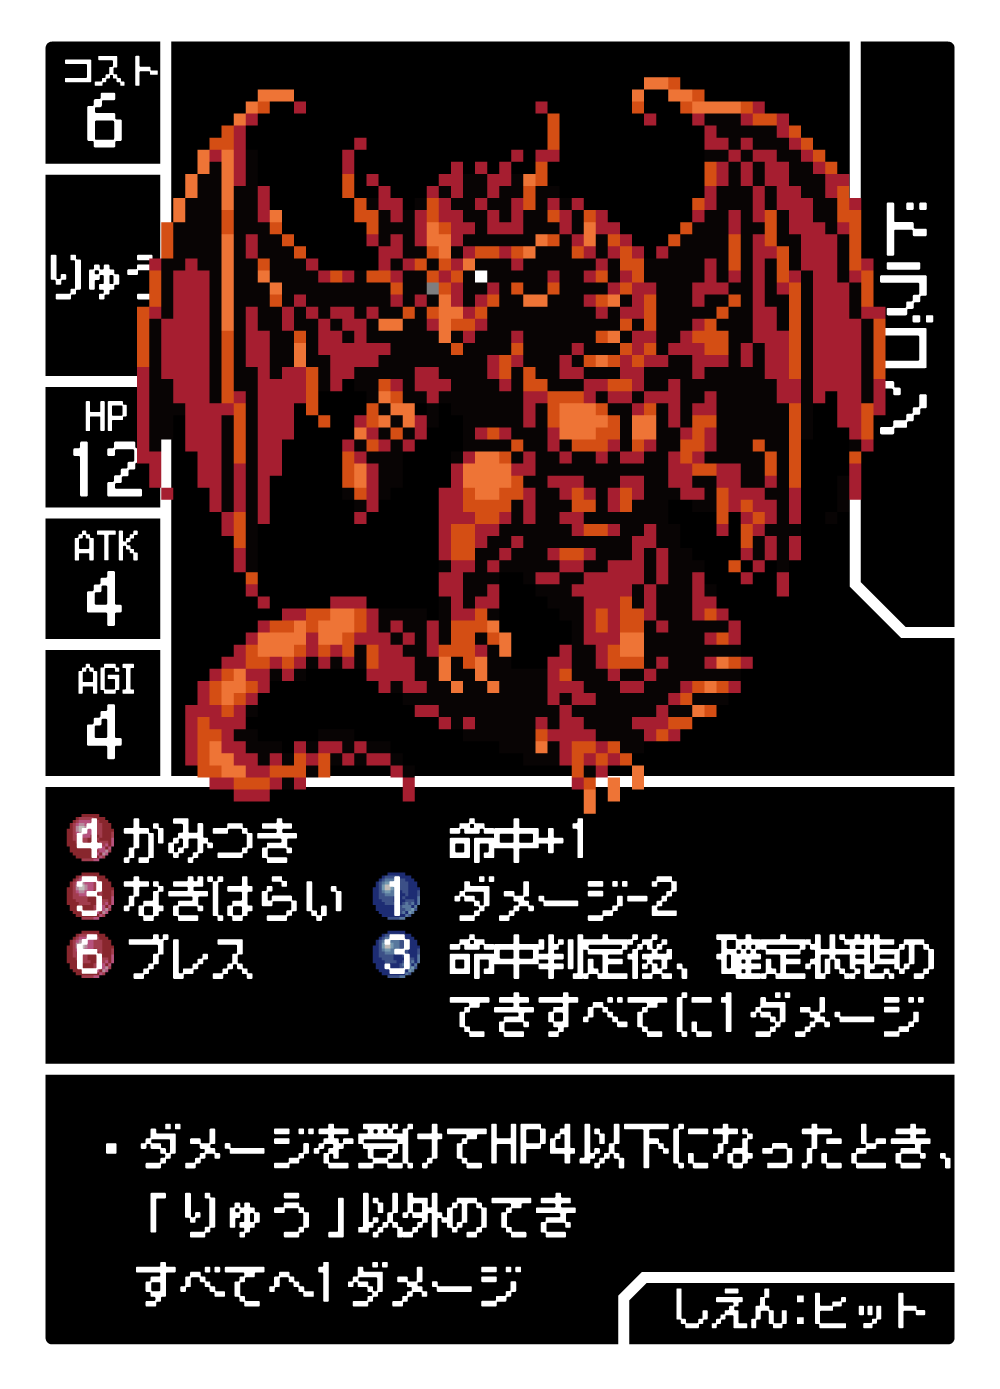 コスト
6
りゅう
HP
12
ATK
4
AGI
4
ドラゴン
4 かみつき 命中+1
3 なぎはらい 1 ダメージ-2
6 ブレス 3 命中判定後、確定状態の
てきすべてに1ダメージ
・ダメージを受けてHP4以下になったとき、
「りゅう」以外のてき
すべてへ1ダメージ
しえん:ヒット